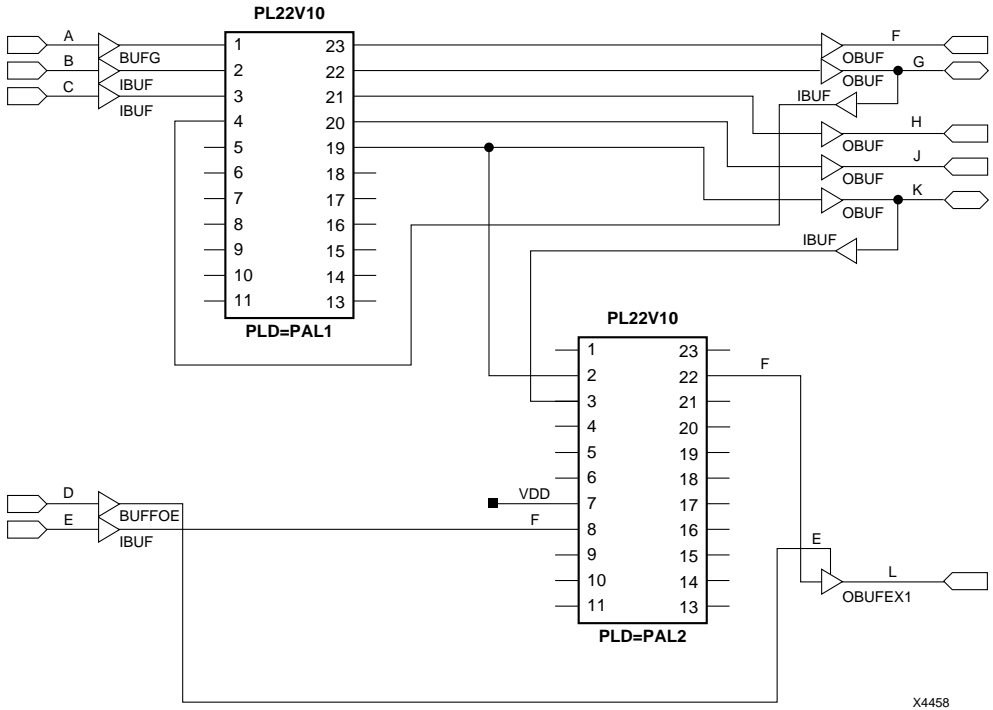 PL22V10
A
BUFG
B
IBUF
C
IBUF
1 23
2 22
3 21
4 20
5 19
6 18
7 17
8 16
9 15
10 14
11 13
PLD=PAL1
F
OBUF
G
OBUF
IBUF
H
OBUF
J
OBUF
K
OBUF
IBUF
PL22V10
1 23
2 22
3 21
4 20
5 19
6 18
7 17
8 16
9 15
10 14
11 13
PLD=PAL2
F
VDD
F
D
BUFFOE
E
IBUF
E
L
OBUFEX1
X4458